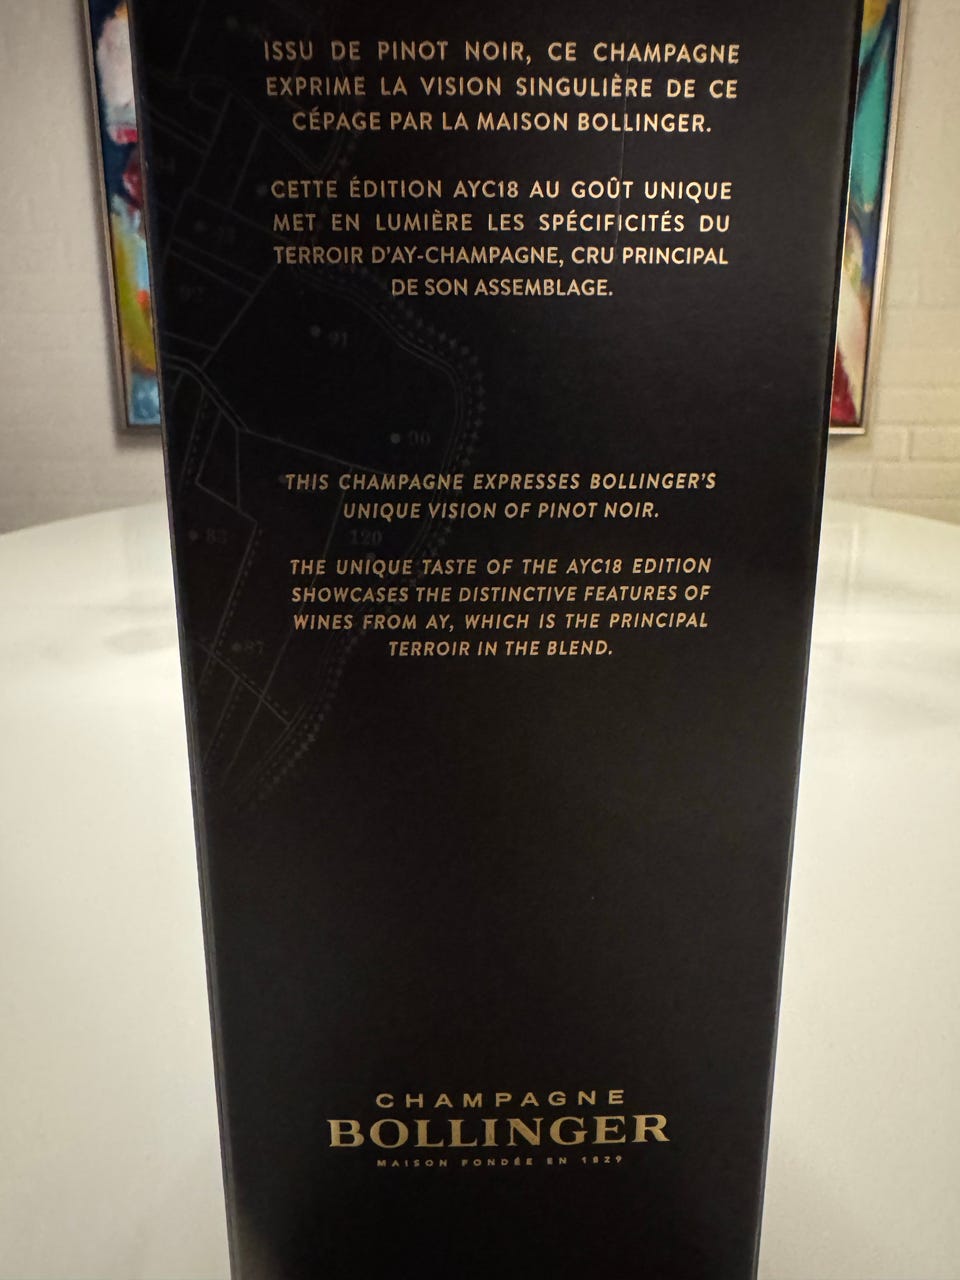 ISSU DE PINOT NOIR, CE CHAMPAGNE
EXPRIME LA VISION SINGULIÈRE DE CE
CÉPAGE PAR LA MAISON BOLLINGER.
CETTE ÉDITION AYC18 AU GOÛT UNIQUE
MET EN LUMIÈRE LES SPÉCIFICITÉS DU
TERROIR D'AY-CHAMPAGNE, CRU PRINCIPAL
DE SON ASSEMBLAGE.
91
90
THIS CHAMPAGNE EXPRESSES BOLLINGER'S
UNIQUE VISION OF PINOT NOIR.
120
THE UNIQUE TASTE OF THE AYC18 EDITION
SHOWCASES THE DISTINCTIVE FEATURES OF
WINES FROM AY, WHICH IS THE PRINCIPAL
TERROIR IN THE BLEND.
CHAMPAGNE
BOLLINGER
MAISON FONDÉE EN 1829